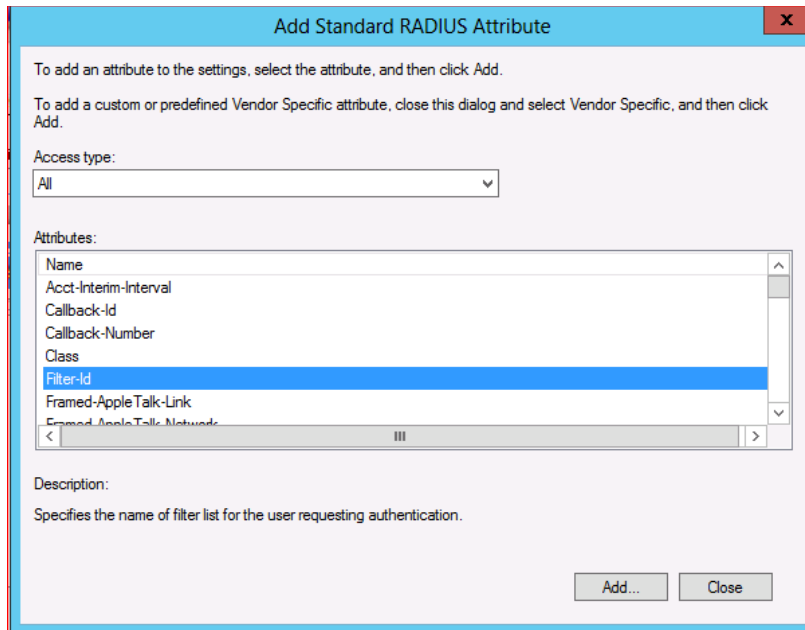 Add Standard RADIUS Attribute
x
To add an attribute to the settings, select the attribute, and then click Add.
To add a custom or predefined Vendor Specific attribute, close this dialog and select Vendor Specific, and then click
Add.
Access type:
All
Attributes:
Name
Acct-Interim-Interval
Callback-Id
Callback-Number
Class
Filter-Id
Framed-AppleTalk-Link
Framed-AppleTalk-Network
Description:
Specifies the name of filter list for the user requesting authentication.
Add... Close